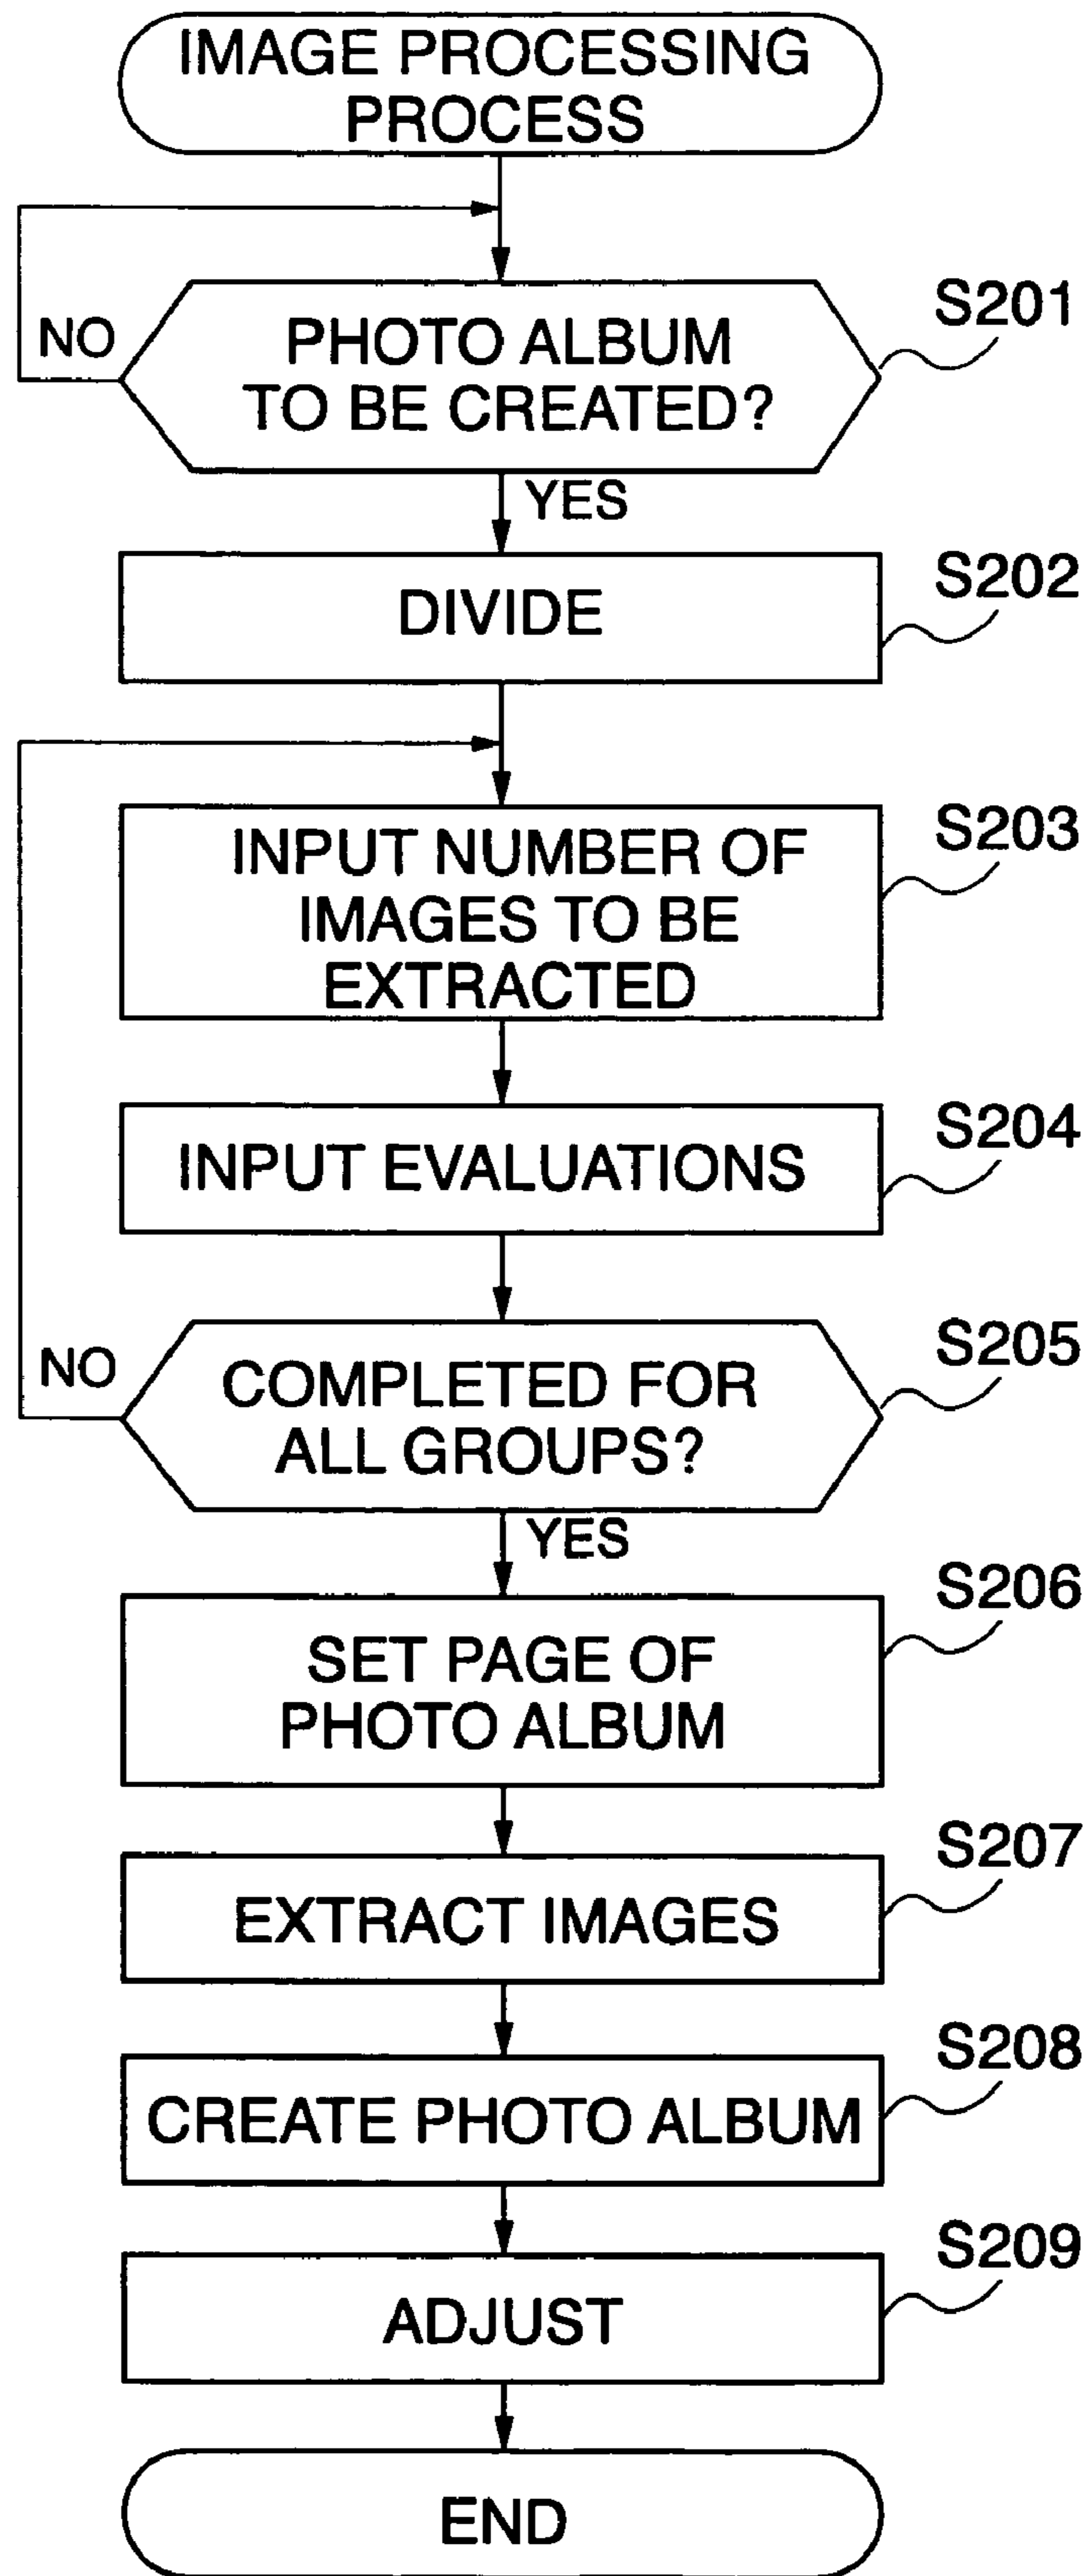 IMAGE PROCESSING
PROCESS
S201
NO
PHOTO ALBUM
TO BE CREATED?
YES
S202
DIVIDE
S203
INPUT NUMBER OF
IMAGES TO BE
EXTRACTED
S204
INPUT EVALUATIONS
S205
NO
COMPLETED FOR
ALL GROUPS?
YES
S206
SET PAGE OF
PHOTO ALBUM
S207
EXTRACT IMAGES
S208
CREATE PHOTO ALBUM
S209
ADJUST
END